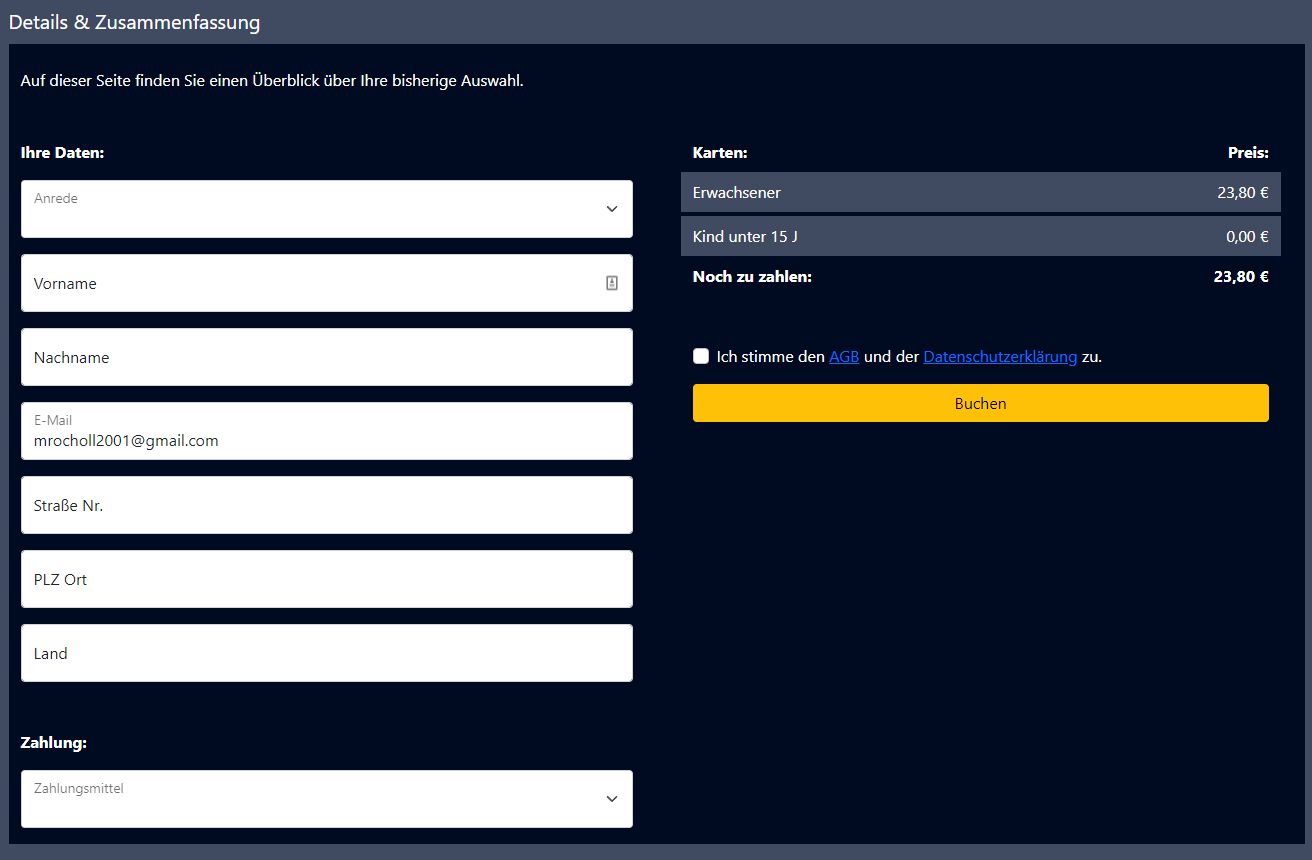 Details & Zusammenfassung
Auf dieser Seite finden Sie einen Überblick über Ihre bisherige Auswahl.
Ihre Daten:
Anrede
Vorname
Nachname
E-Mail
mrocholl2001@gmail.com
Straße Nr.
PLZ Ort
Land
Zahlung:
Zahlungsmittel
Karten: Preis:
Erwachsener 23,80 €
Kind unter 15 J 0,00 €
Noch zu zahlen: 23,80 €
Ich stimme den AGB und der Datenschutzerklärung zu.
Buchen